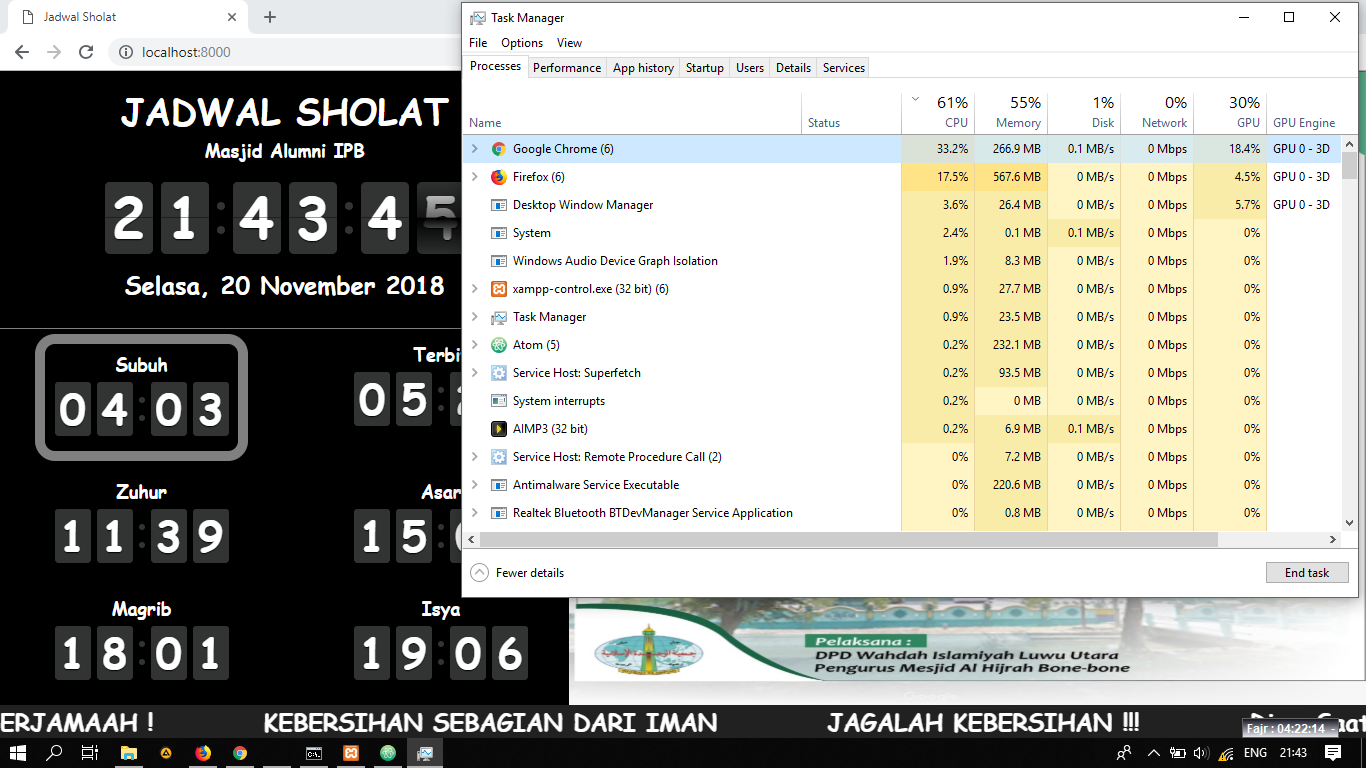 Jadwal Sholat
localhost:8000
JADWAL SHOLAT
Masjid Alumni IPB
21:43:4
Selasa, 20 November 2018
Subuh
04:03
05:
Zuhur
11:39
Asar
15:
Magrib
18:01
Isya
19:06
Task Manager
File Options View
Processes Performance App history Startup Users Details Services
61% 55% 1% 0% 30%
Name Status CPU Memory Disk Network GPU GPU Engine
Google Chrome (6) 33.2% 266.9 MB 0.1 MB/s 0 Mbps 18.4% GPU 0 - 3D
Firefox (6) 17.5% 567.6 MB 0 MB/s 0 Mbps 4.5% GPU 0 - 3D
Desktop Window Manager 3.6% 26.4 MB 0 MB/s 0 Mbps 5.7% GPU 0 - 3D
System 2.4% 0.1 MB 0.1 MB/s 0 Mbps 0%
Windows Audio Device Graph Isolation 1.9% 8.3 MB 0 MB/s 0 Mbps 0%
xampp-control.exe (32 bit) (6) 0.9% 27.7 MB 0 MB/s 0 Mbps 0%
Task Manager 0.9% 23.5 MB 0 MB/s 0 Mbps 0%
Atom (5) 0.2% 232.1 MB 0 MB/s 0 Mbps 0%
Service Host: Superfetch 0.2% 93.5 MB 0 MB/s 0 Mbps 0%
System interrupts 0.2% 0 MB 0 MB/s 0 Mbps 0%
AIMP3 (32 bit) 0.2% 6.9 MB 0.1 MB/s 0 Mbps 0%
Service Host: Remote Procedure Call (2) 0% 7.2 MB 0 MB/s 0 Mbps 0%
Antimalware Service Executable 0% 220.6 MB 0 MB/s 0 Mbps 0%
Realtek Bluetooth BTDevManager Service Application 0% 0.8 MB 0 MB/s 0 Mbps 0%
Fewer details End task
Pelaksana :
DPD Wahdah Islamiyah Luwu Utara
Pengurus Mesjid Al Hijrah Bone-bone
ERJAMAAH ! KEBERSIHAN SEBAGIAN DARI IMAN JAGALAH KEBERSIHAN !!!
Fajr : 04:22:14 -
ENG 21:43